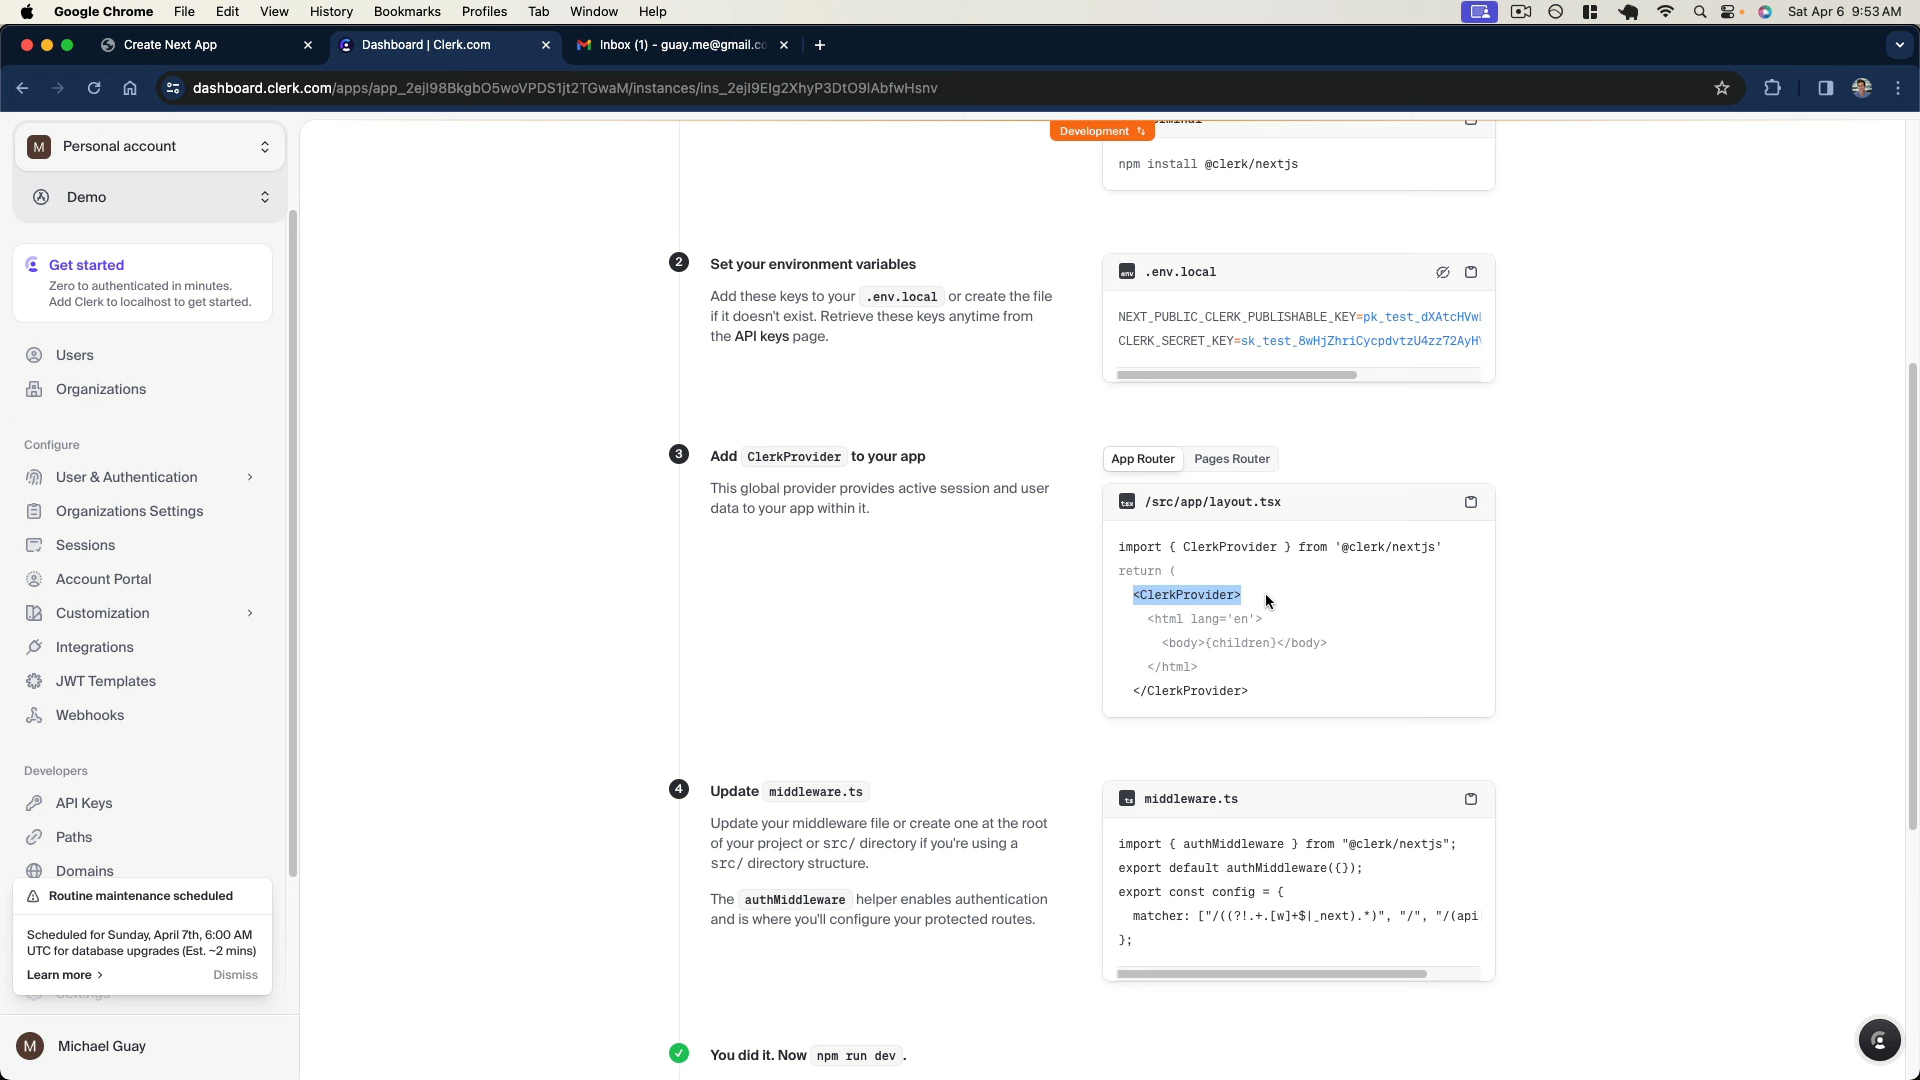 Google Chrome File Edit View History Bookmarks Profiles Tab Window Help Sat Apr 6 9:53 AM
Create Next App
Dashboard | Clerk.com
Inbox (1) - guay.me@gmail.co
dashboard.clerk.com/apps/app_2ejI98BkgbO5woVPDS1jt2TGwaM/instances/ins_2ejI9EIg2XhyP3DtO9lAbfwHsnv
M Personal account
Demo
Get started
Zero to authenticated in minutes.
Add Clerk to localhost to get started.
Users
Organizations
Configure
User & Authentication
Organizations Settings
Sessions
Account Portal
Customization
Integrations
JWT Templates
Webhooks
Developers
API Keys
Paths
Domains
Routine maintenance scheduled
Scheduled for Sunday, April 7th, 6:00 AM
UTC for database upgrades (Est. ~2 mins)
Learn more
Dismiss
Settings
M Michael Guay
Development
npm install @clerk/nextjs
2 Set your environment variables
Add these keys to your .env.local or create the file
if it doesn't exist. Retrieve these keys anytime from
the API keys page.
env .env.local
NEXT_PUBLIC_CLERK_PUBLISHABLE_KEY=pk_test_dXAtcHVw
CLERK_SECRET_KEY=sk_test_8wHjZhriCycpdvtzU4zz72AyH
3 Add ClerkProvider to your app
This global provider provides active session and user
data to your app within it.
App Router Pages Router
tsx /src/app/layout.tsx
import { ClerkProvider } from '@clerk/nextjs'
return (
<ClerkProvider>
<html lang='en'>
<body>{children}</body>
</html>
</ClerkProvider>
4 Update middleware.ts
Update your middleware file or create one at the root
of your project or src/ directory if you're using a
src/ directory structure.
The authMiddleware helper enables authentication
and is where you'll configure your protected routes.
ts middleware.ts
import { authMiddleware } from "@clerk/nextjs";
export default authMiddleware({});
export const config = {
matcher: ["/((?!.+.[w]+$|_next).*)", "/", "/(api
};
You did it. Now npm run dev .